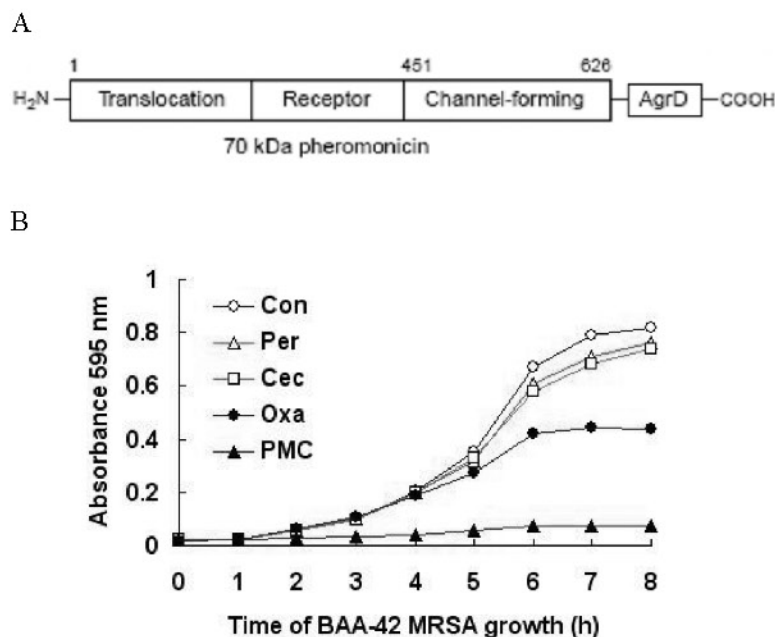 A
1 451 626
H₂N Translocation Receptor Channel-forming AgrD COOH
70 kDa pheromonicin
B
Absorbance 595 nm
1
0.8
0.6
0.4
0.2
0
Con
Per
Cec
Oxa
PMC
0 1 2 3 4 5 6 7 8
Time of BAA-42 MRSA growth (h)